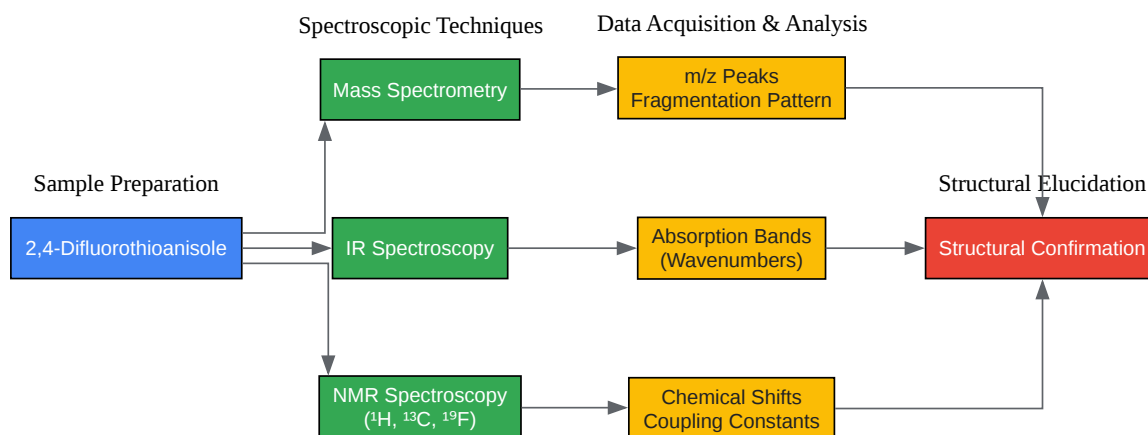 Spectroscopic Techniques
Data Acquisition & Analysis
Mass Spectrometry
m/z Peaks
Fragmentation Pattern
Sample Preparation
Structural Elucidation
2,4-Difluorothioanisole
IR Spectroscopy
Absorption Bands
(Wavenumbers)
Structural Confirmation
NMR Spectroscopy
(¹H, ¹³C, ¹⁹F)
Chemical Shifts
Coupling Constants